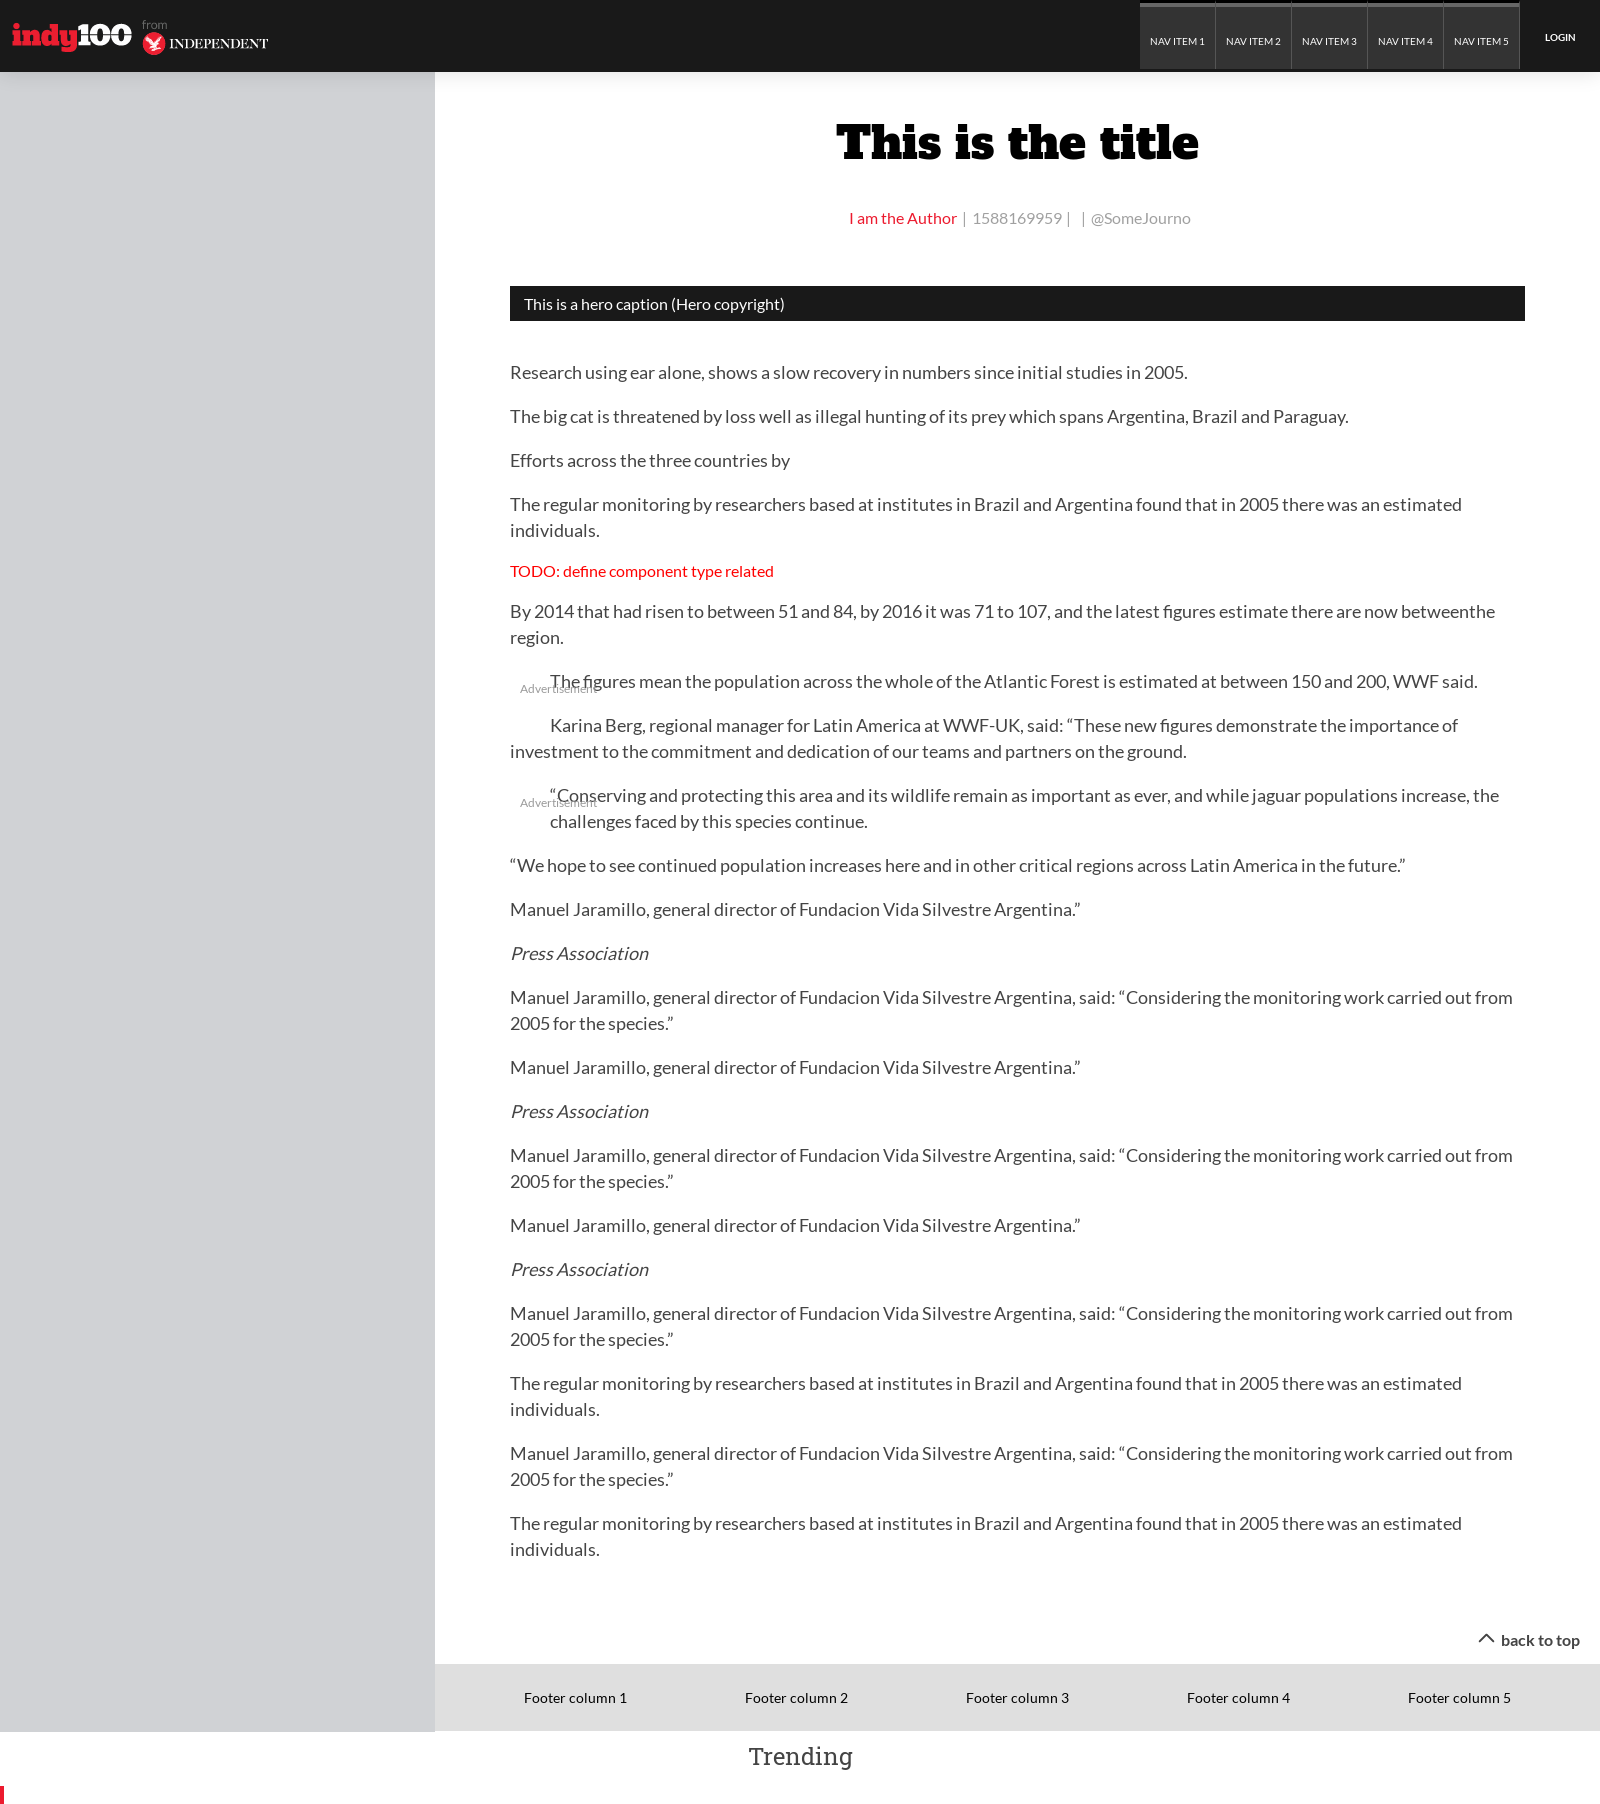 indy100 from
INDEPENDENT
NAV ITEM 1 NAV ITEM 2 NAV ITEM 3 NAV ITEM 4 NAV ITEM 5 LOGIN
This is the title
I am the Author | 1588169959 | | @SomeJourno
This is a hero caption (Hero copyright)
Research using ear alone, shows a slow recovery in numbers since initial studies in 2005.
The big cat is threatened by loss well as illegal hunting of its prey which spans Argentina, Brazil and Paraguay.
Efforts across the three countries by
The regular monitoring by researchers based at institutes in Brazil and Argentina found that in 2005 there was an estimated
individuals.
TODO: define component type related
By 2014 that had risen to between 51 and 84, by 2016 it was 71 to 107, and the latest figures estimate there are now betweenthe
region.
The figures mean the population across the whole of the Atlantic Forest is estimated at between 150 and 200, WWF said.
Advertisement
Karina Berg, regional manager for Latin America at WWF-UK, said: “These new figures demonstrate the importance of
investment to the commitment and dedication of our teams and partners on the ground.
“Conserving and protecting this area and its wildlife remain as important as ever, and while jaguar populations increase, the
Advertisement
challenges faced by this species continue.
“We hope to see continued population increases here and in other critical regions across Latin America in the future.”
Manuel Jaramillo, general director of Fundacion Vida Silvestre Argentina.”
Press Association
Manuel Jaramillo, general director of Fundacion Vida Silvestre Argentina, said: “Considering the monitoring work carried out from
2005 for the species.”
Manuel Jaramillo, general director of Fundacion Vida Silvestre Argentina.”
Press Association
Manuel Jaramillo, general director of Fundacion Vida Silvestre Argentina, said: “Considering the monitoring work carried out from
2005 for the species.”
Manuel Jaramillo, general director of Fundacion Vida Silvestre Argentina.”
Press Association
Manuel Jaramillo, general director of Fundacion Vida Silvestre Argentina, said: “Considering the monitoring work carried out from
2005 for the species.”
The regular monitoring by researchers based at institutes in Brazil and Argentina found that in 2005 there was an estimated
individuals.
Manuel Jaramillo, general director of Fundacion Vida Silvestre Argentina, said: “Considering the monitoring work carried out from
2005 for the species.”
The regular monitoring by researchers based at institutes in Brazil and Argentina found that in 2005 there was an estimated
individuals.
back to top
Footer column 1 Footer column 2 Footer column 3 Footer column 4 Footer column 5
Trending